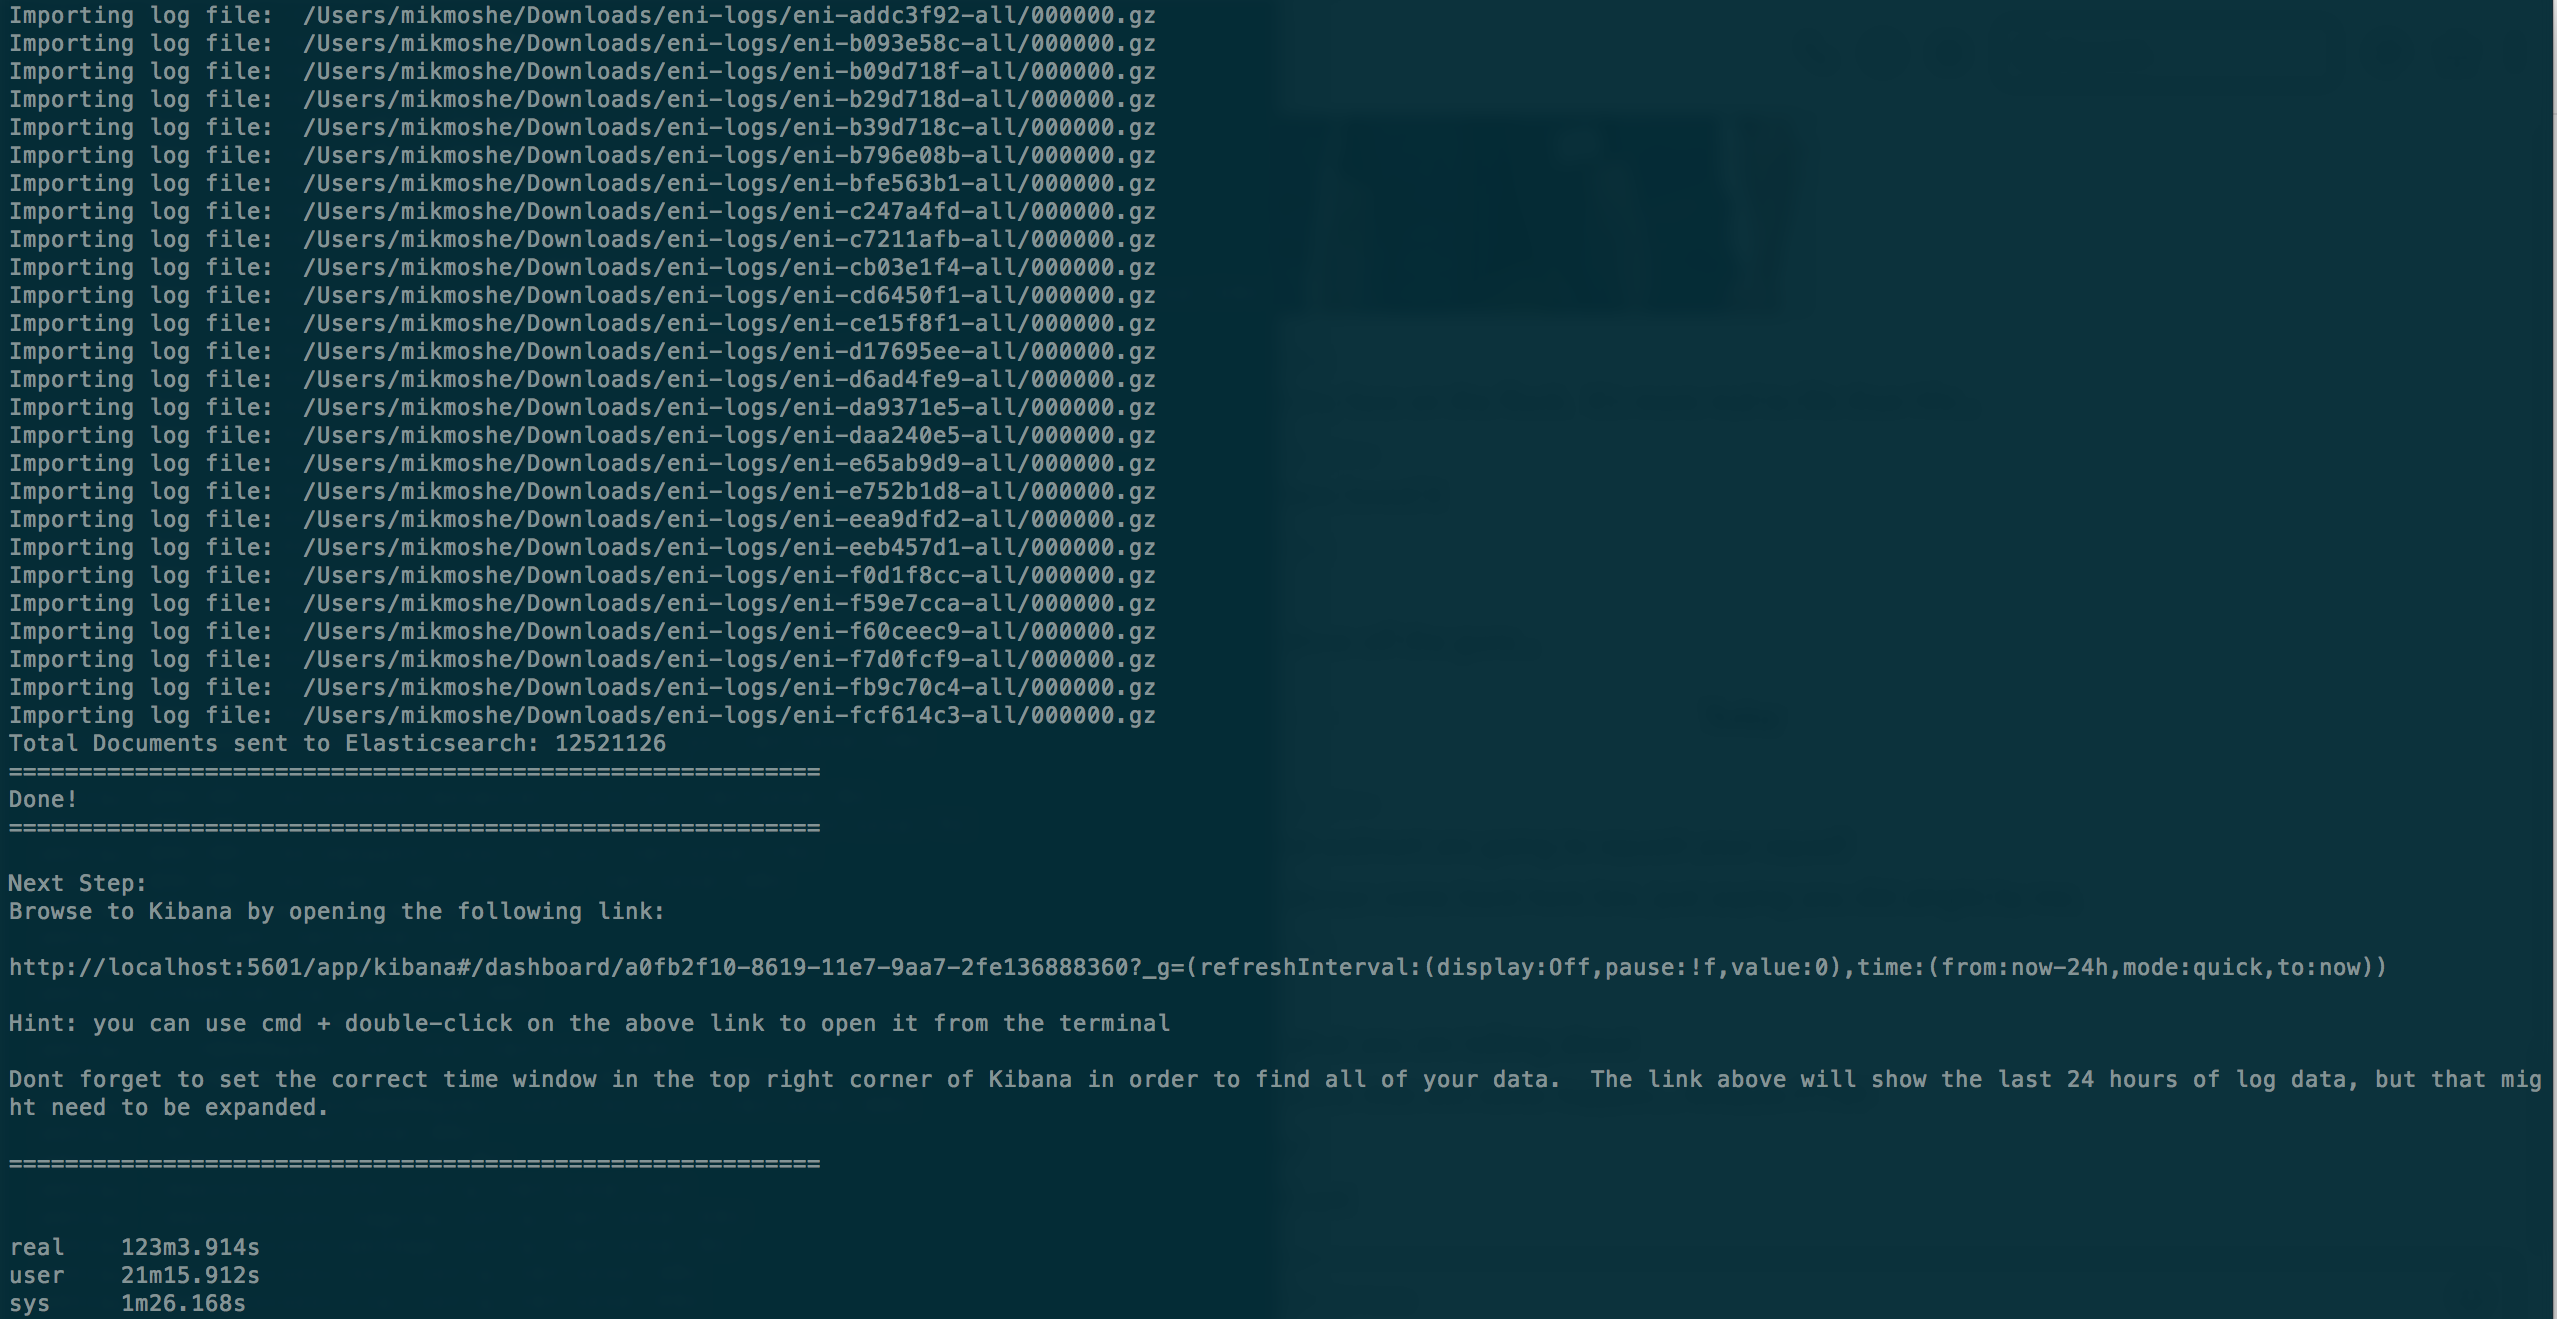 Importing log file:  /Users/mikmoshe/Downloads/eni-logs/eni-addc3f92-all/000000.gz
Importing log file:  /Users/mikmoshe/Downloads/eni-logs/eni-b093e58c-all/000000.gz
Importing log file:  /Users/mikmoshe/Downloads/eni-logs/eni-b09d718f-all/000000.gz
Importing log file:  /Users/mikmoshe/Downloads/eni-logs/eni-b29d718d-all/000000.gz
Importing log file:  /Users/mikmoshe/Downloads/eni-logs/eni-b39d718c-all/000000.gz
Importing log file:  /Users/mikmoshe/Downloads/eni-logs/eni-b796e08b-all/000000.gz
Importing log file:  /Users/mikmoshe/Downloads/eni-logs/eni-bfe563b1-all/000000.gz
Importing log file:  /Users/mikmoshe/Downloads/eni-logs/eni-c247a4fd-all/000000.gz
Importing log file:  /Users/mikmoshe/Downloads/eni-logs/eni-c7211afb-all/000000.gz
Importing log file:  /Users/mikmoshe/Downloads/eni-logs/eni-cb03e1f4-all/000000.gz
Importing log file:  /Users/mikmoshe/Downloads/eni-logs/eni-cd6450f1-all/000000.gz
Importing log file:  /Users/mikmoshe/Downloads/eni-logs/eni-ce15f8f1-all/000000.gz
Importing log file:  /Users/mikmoshe/Downloads/eni-logs/eni-d17695ee-all/000000.gz
Importing log file:  /Users/mikmoshe/Downloads/eni-logs/eni-d6ad4fe9-all/000000.gz
Importing log file:  /Users/mikmoshe/Downloads/eni-logs/eni-da9371e5-all/000000.gz
Importing log file:  /Users/mikmoshe/Downloads/eni-logs/eni-daa240e5-all/000000.gz
Importing log file:  /Users/mikmoshe/Downloads/eni-logs/eni-e65ab9d9-all/000000.gz
Importing log file:  /Users/mikmoshe/Downloads/eni-logs/eni-e752b1d8-all/000000.gz
Importing log file:  /Users/mikmoshe/Downloads/eni-logs/eni-eea9dfd2-all/000000.gz
Importing log file:  /Users/mikmoshe/Downloads/eni-logs/eni-eeb457d1-all/000000.gz
Importing log file:  /Users/mikmoshe/Downloads/eni-logs/eni-f0d1f8cc-all/000000.gz
Importing log file:  /Users/mikmoshe/Downloads/eni-logs/eni-f59e7cca-all/000000.gz
Importing log file:  /Users/mikmoshe/Downloads/eni-logs/eni-f60ceec9-all/000000.gz
Importing log file:  /Users/mikmoshe/Downloads/eni-logs/eni-f7d0fcf9-all/000000.gz
Importing log file:  /Users/mikmoshe/Downloads/eni-logs/eni-fb9c70c4-all/000000.gz
Importing log file:  /Users/mikmoshe/Downloads/eni-logs/eni-fcf614c3-all/000000.gz
Total Documents sent to Elasticsearch: 12521126
==========================================================
Done!
==========================================================
Next Step:
Browse to Kibana by opening the following link:
http://localhost:5601/app/kibana#/dashboard/a0fb2f10-8619-11e7-9aa7-2fe136888360?_g=(refreshInterval:(display:Off,pause:!f,value:0),time:(from:now-24h,mode:quick,to:now))
Hint: you can use cmd + double-click on the above link to open it from the terminal
Dont forget to set the correct time window in the top right corner of Kibana in order to find all of your data.  The link above will show the last 24 hours of log data, but that mig
ht need to be expanded.
==========================================================
real    123m3.914s
user    21m15.912s
sys     1m26.168s